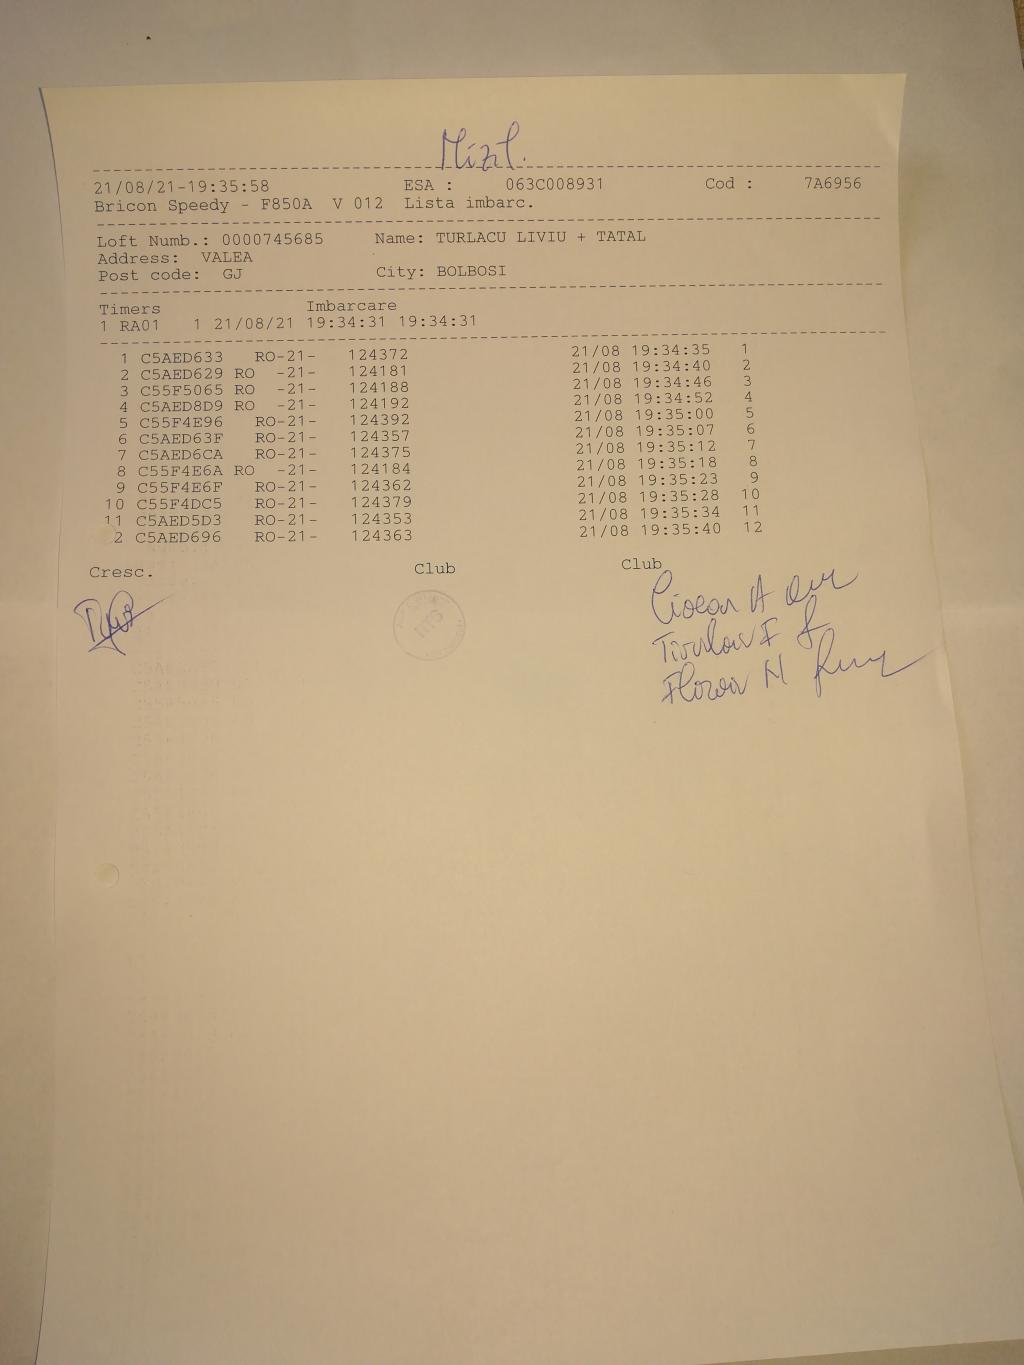 Mizil.
21/08/21-19:35:58 ESA : 063C008931 Cod : 7A6956
Bricon Speedy - F850A V 012 Lista imbarc.
Loft Numb.: 0000745685 Name: TURLACU LIVIU + TATAL
Address: VALEA
Post code: GJ City: BOLBOSI
Timers Imbarcare
1 RA01 1 21/08/21 19:34:31 19:34:31
1 C5AED633 RO-21- 124372 21/08 19:34:35 1
2 C5AED629 RO -21- 124181 21/08 19:34:40 2
3 C55F5065 RO -21- 124188 21/08 19:34:46 3
4 C5AED8D9 RO -21- 124192 21/08 19:34:52 4
5 C55F4E96 RO-21- 124392 21/08 19:35:00 5
6 C5AED63F RO-21- 124357 21/08 19:35:07 6
7 C5AED6CA RO-21- 124375 21/08 19:35:12 7
8 C55F4E6A RO -21- 124184 21/08 19:35:18 8
9 C55F4E6F RO-21- 124362 21/08 19:35:23 9
10 C55F4DC5 RO-21- 124379 21/08 19:35:28 10
11 C5AED5D3 RO-21- 124353 21/08 19:35:34 11
2 C5AED696 RO-21- 124363 21/08 19:35:40 12
Cresc. Club Club